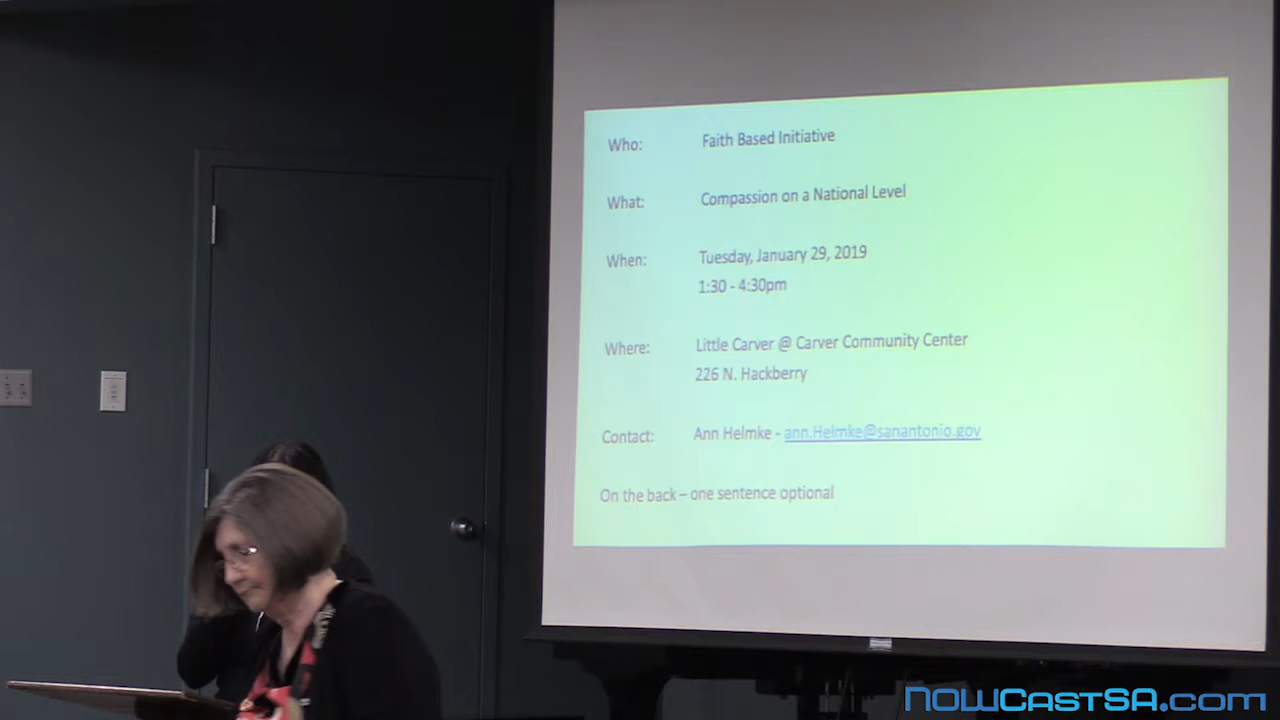 Who: Faith Based Initiative
What: Compassion on a National Level
When: Tuesday, January 29, 2019
1:30 - 4:30pm
Where: Little Carver @ Carver Community Center
226 N. Hackberry
Contact: Ann Helmke - ann.Helmke@sanantonio.gov
On the back – one sentence optional
NOWCASTSA.com